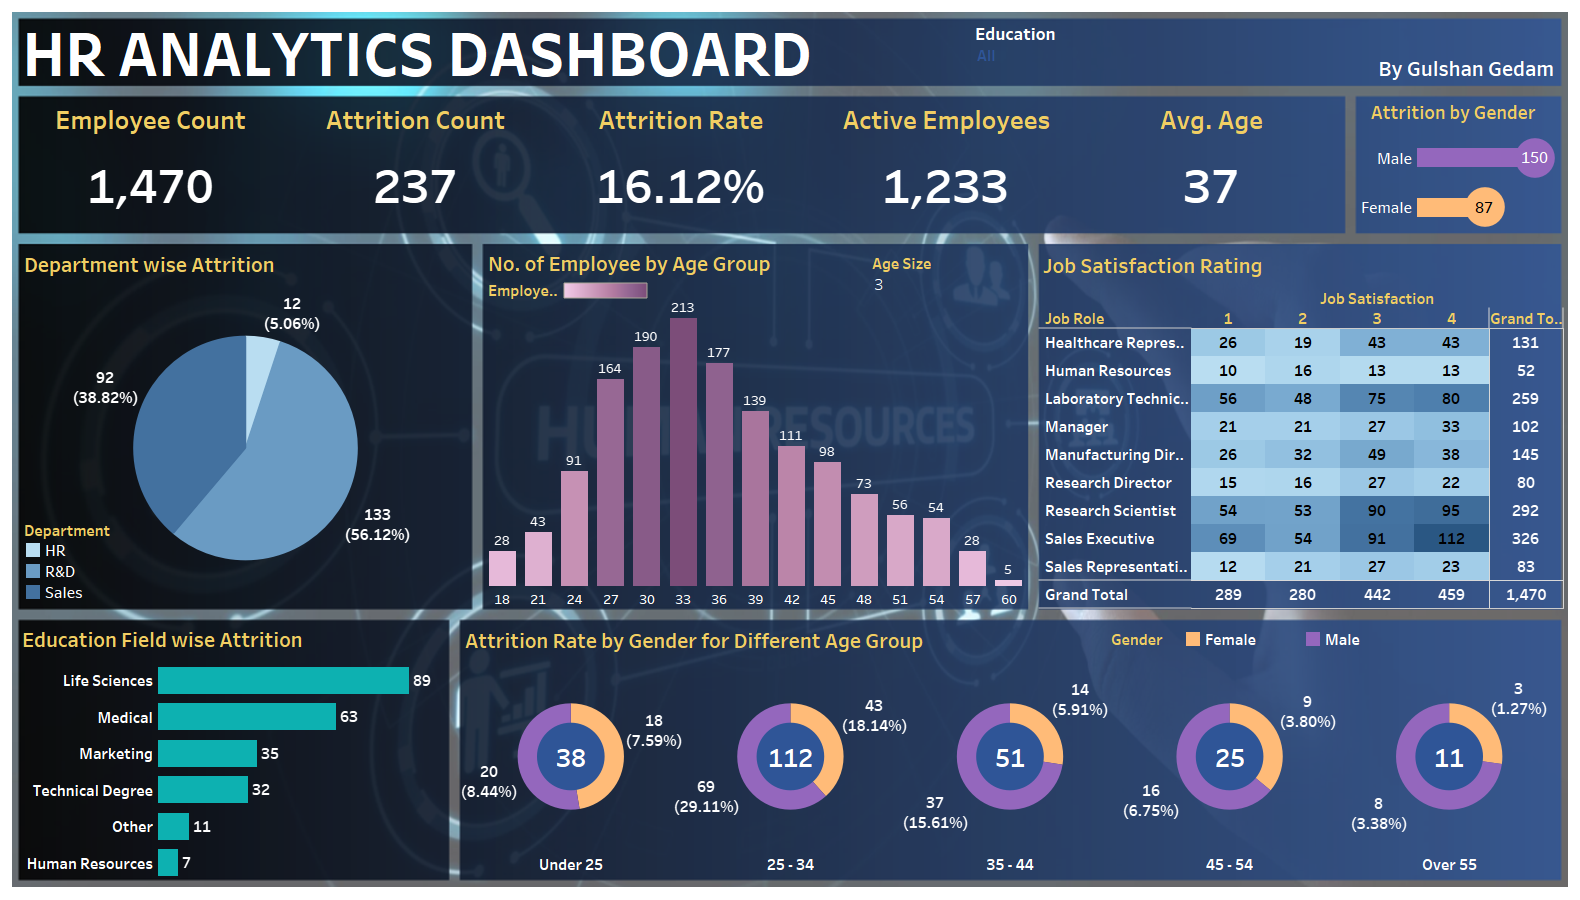 HR ANALYTICS DASHBOARD
Education
All
By Gulshan Gedam
Employee Count
Attrition Count
Attrition Rate
Active Employees
Avg. Age
1,470
237
16.12%
1,233
37
Attrition by Gender
Male
150
Female
87
Department wise Attrition
12
(5.06%)
92
(38.82%)
133
(56.12%)
Department
HR
R&D
Sales
No. of Employee by Age Group
Age Size
3
Employe..
213
190
177
164
139
111
98
91
73
56
54
43
28
28
5
18 21 24 27 30 33 36 39 42 45 48 51 54 57 60
HUMAN RESOURCES
Job Satisfaction Rating
Job Satisfaction
Job Role 1 2 3 4 Grand To..
Healthcare Repres.. 26 19 43 43 131
Human Resources 10 16 13 13 52
Laboratory Technic.. 56 48 75 80 259
Manager 21 21 27 33 102
Manufacturing Dir.. 26 32 49 38 145
Research Director 15 16 27 22 80
Research Scientist 54 53 90 95 292
Sales Executive 69 54 91 112 326
Sales Representati.. 12 21 27 23 83
Grand Total 289 280 442 459 1,470
Education Field wise Attrition
Life Sciences 89
Medical 63
Marketing 35
Technical Degree 32
Other 11
Human Resources 7
Attrition Rate by Gender for Different Age Group
Gender Female Male
18
(7.59%)
38
20
(8.44%)
Under 25
43
(18.14%)
112
69
(29.11%)
25 - 34
14
(5.91%)
51
37
(15.61%)
35 - 44
9
(3.80%)
25
16
(6.75%)
45 - 54
3
(1.27%)
11
8
(3.38%)
Over 55